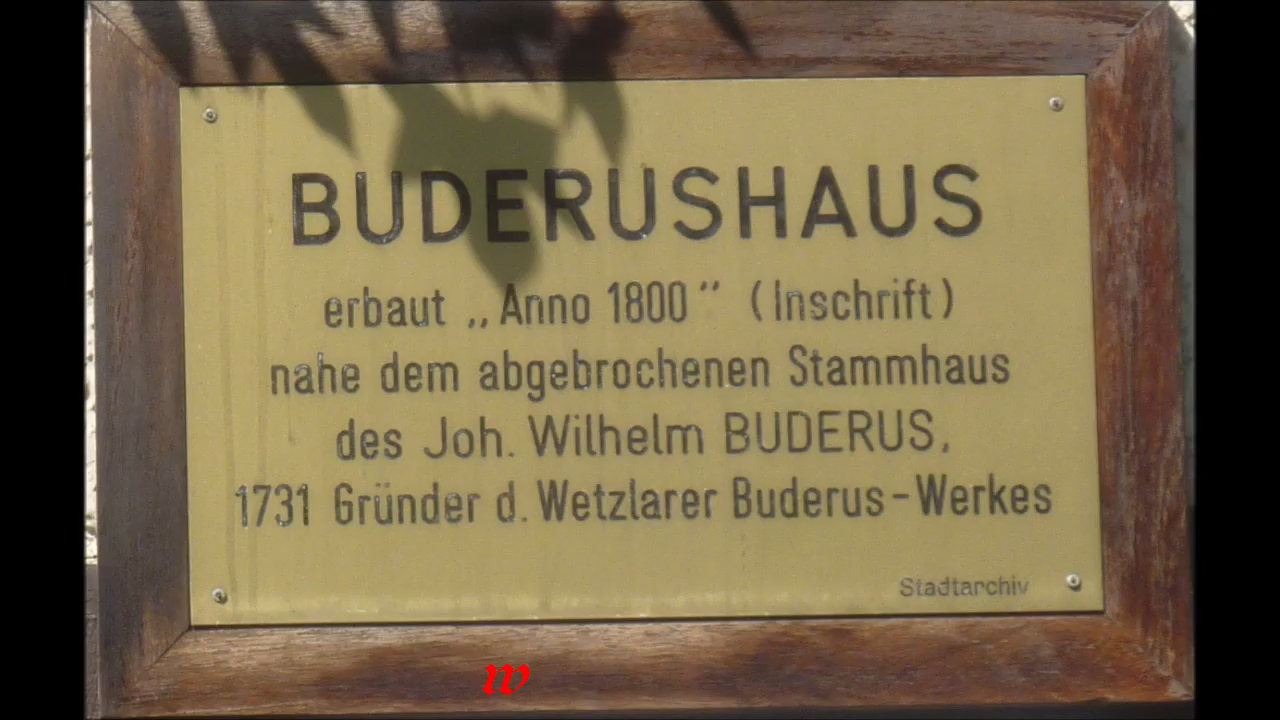 BUDERUSHAUS
erbaut „Anno 1800“ (Inschrift)
nahe dem abgebrochenen Stammhaus
des Joh. Wilhelm BUDERUS,
1731 Gründer d. Wetzlarer Buderus-Werkes
Stadtarchiv
w